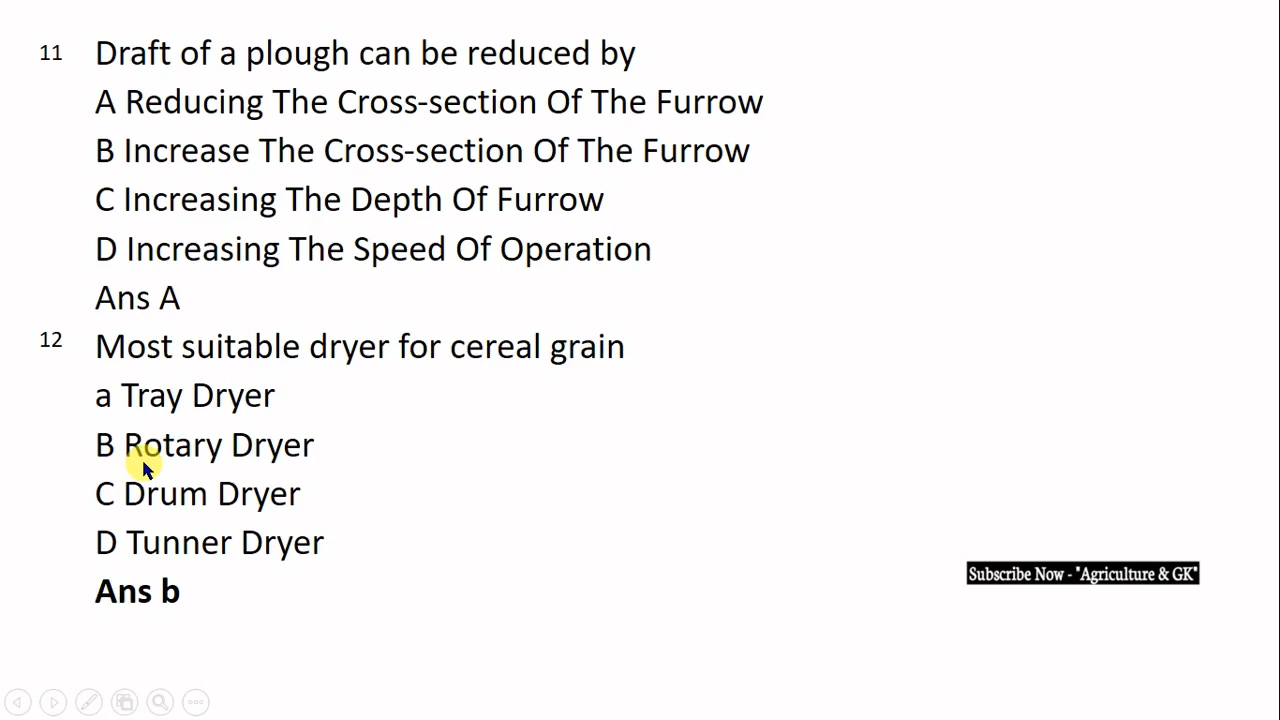 11 Draft of a plough can be reduced by
A Reducing The Cross-section Of The Furrow
B Increase The Cross-section Of The Furrow
C Increasing The Depth Of Furrow
D Increasing The Speed Of Operation
Ans A
12 Most suitable dryer for cereal grain
a Tray Dryer
B Rotary Dryer
C Drum Dryer
D Tunner Dryer
Ans b
Subscribe Now - "Agriculture & GK"